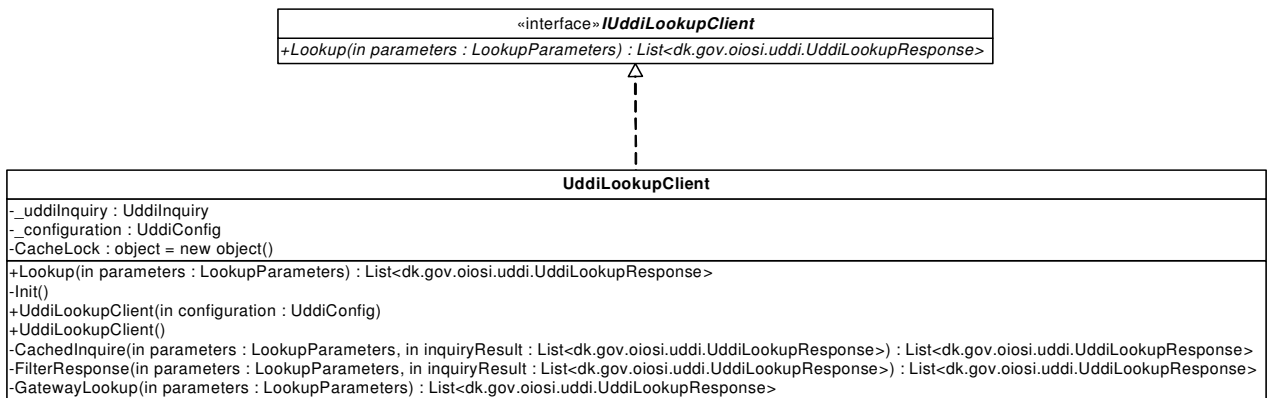 «interface»IUddiLookupClient
+Lookup(in parameters : LookupParameters) : List<dk.gov.oiosi.uddi.UddiLookupResponse>
UddiLookupClient
-_uddiInquiry : UddiInquiry
-_configuration : UddiConfig
-CacheLock : object = new object()
+Lookup(in parameters : LookupParameters) : List<dk.gov.oiosi.uddi.UddiLookupResponse>
-Init()
+UddiLookupClient(in configuration : UddiConfig)
+UddiLookupClient()
-CachedInquire(in parameters : LookupParameters, in inquiryResult : List<dk.gov.oiosi.uddi.UddiLookupResponse>) : List<dk.gov.oiosi.uddi.UddiLookupResponse>
-FilterResponse(in parameters : LookupParameters, in inquiryResult : List<dk.gov.oiosi.uddi.UddiLookupResponse>) : List<dk.gov.oiosi.uddi.UddiLookupResponse>
-GatewayLookup(in parameters : LookupParameters) : List<dk.gov.oiosi.uddi.UddiLookupResponse>